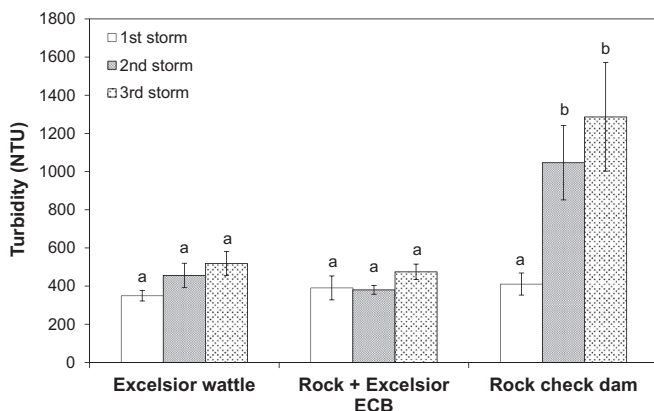 1800
1600
1400
1200
1000
800
600
400
200
0
Turbidity (NTU)
1st storm
2nd storm
3rd storm
a
a
a
a
a
a
a
b
b
Excelsior wattle
Rock + Excelsior
ECB
Rock check dam